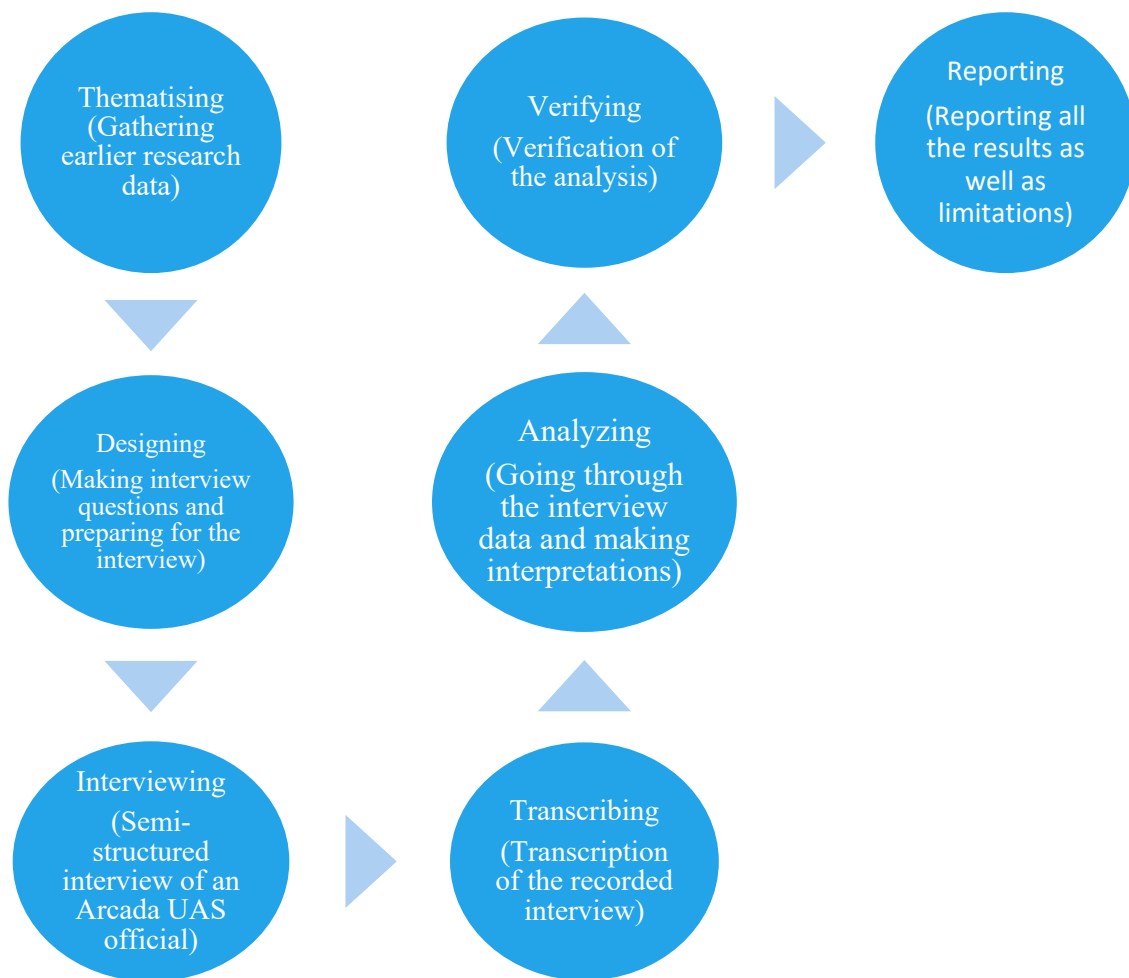 Thematising
(Gathering
earlier research
data)
Designing
(Making interview
questions and
preparing for the
interview)
Interviewing
(Semi-
structured
interview of an
Arcada UAS
official)
Transcribing
(Transcription
of the recorded
interview)
Analyzing
(Going through
the interview
data and making
interpretations)
Verifying
(Verification of
the analysis)
Reporting
(Reporting all
the results as
well as
limitations)